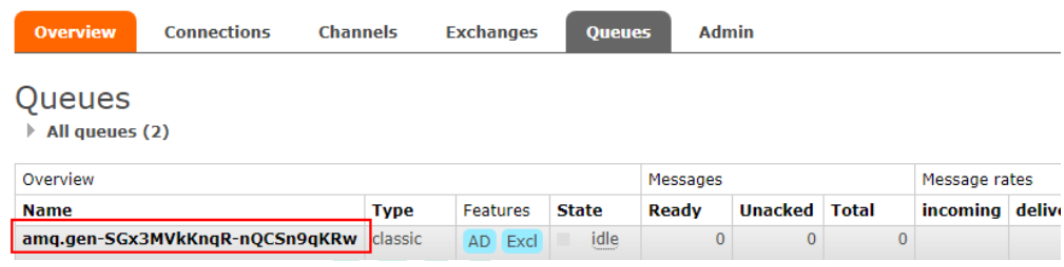 Overview Connections Channels Exchanges Queues Admin
Queues
All queues (2)
Overview Messages Message rates
Name Type Features State Ready Unacked Total incoming
amq.gen-SGx3MVkKnqR-nQCSn9qKRw classic AD Excl idle 0 0 0